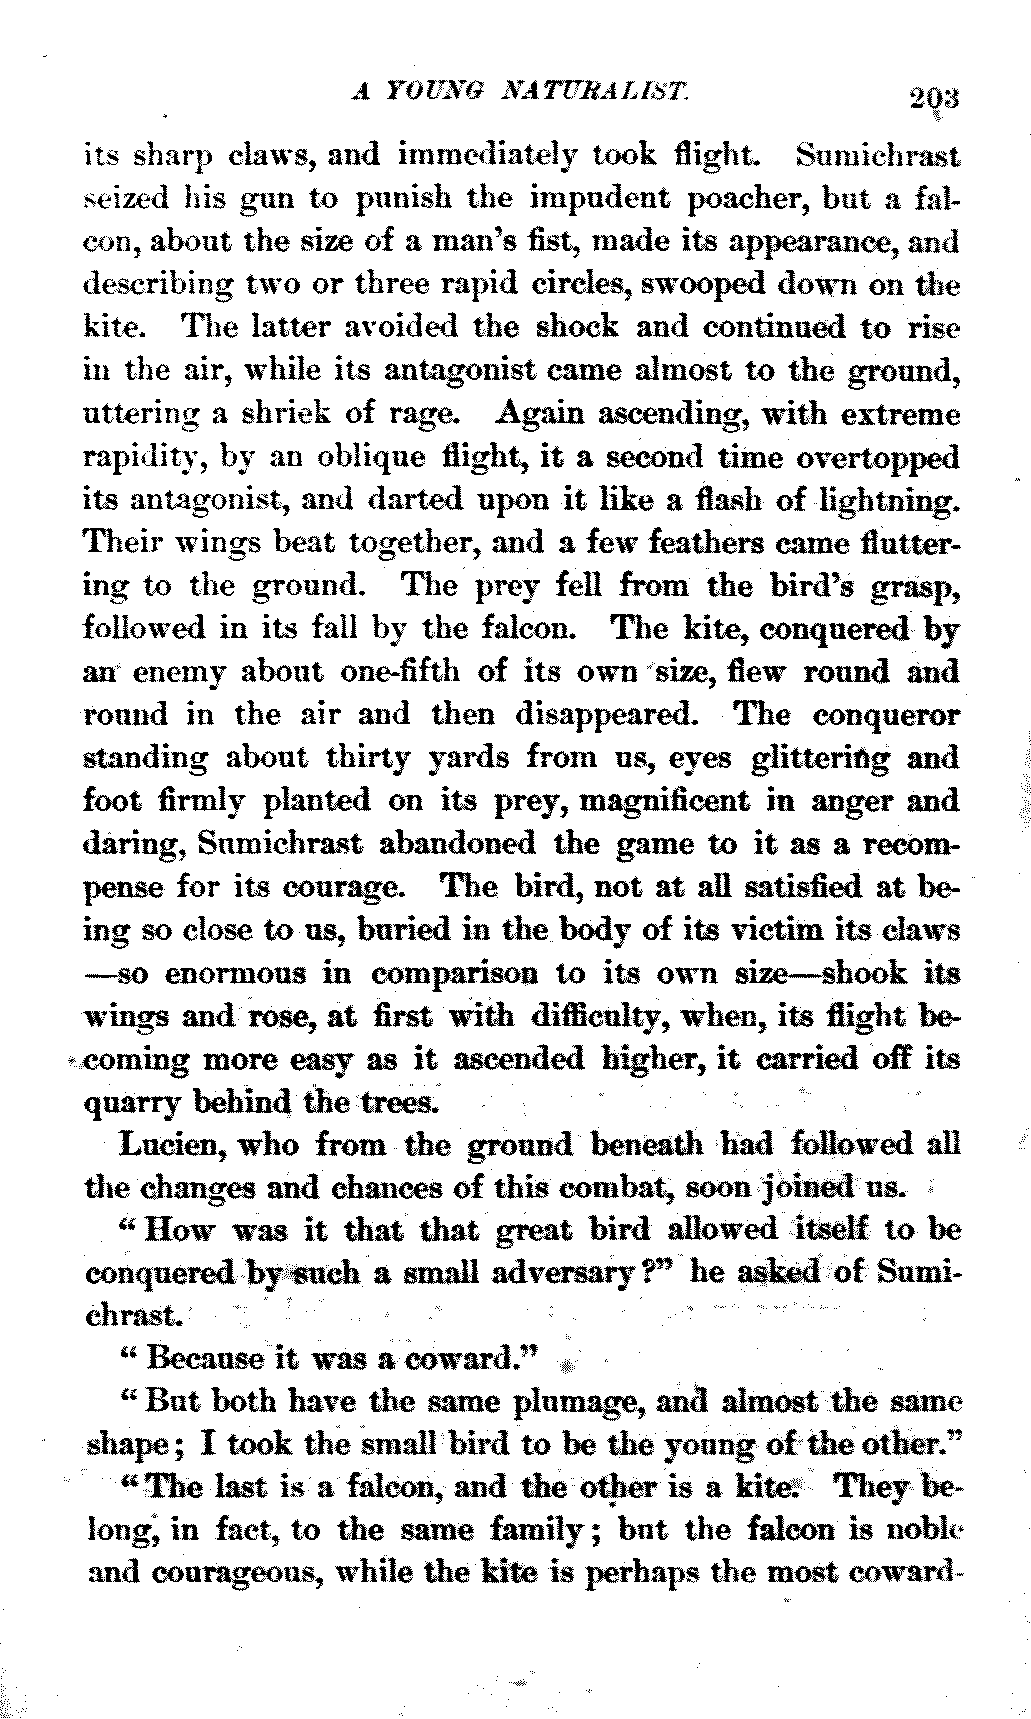 A YOUNG NATURALIST. 203
its sharp claws, and immediately took flight. Sumichrast
seized his gun to punish the impudent poacher, but a fal-
con, about the size of a man's fist, made its appearance, and
describing two or three rapid circles, swooped down on the
kite. The latter avoided the shock and continued to rise
in the air, while its antagonist came almost to the ground,
uttering a shriek of rage. Again ascending, with extreme
rapidity, by an oblique flight, it a second time overtopped
its antagonist, and darted upon it like a flash of lightning.
Their wings beat together, and a few feathers came flutter-
ing to the ground. The prey fell from the bird's grasp,
followed in its fall by the falcon. The kite, conquered by
an enemy about one-fifth of its own size, flew round and
round in the air and then disappeared. The conqueror
standing about thirty yards from us, eyes glittering and
foot firmly planted on its prey, magnificent in anger and
daring, Sumichrast abandoned the game to it as a recom-
pense for its courage. The bird, not at all satisfied at be-
ing so close to us, buried in the body of its victim its claws
—so enormous in comparison to its own size—shook its
wings and rose, at first with difficulty, when, its flight be-
coming more easy as it ascended higher, it carried off its
quarry behind the trees.
Lucien, who from the ground beneath had followed all
the changes and chances of this combat, soon joined us.
"How was it that that great bird allowed itself to be
conquered by such a small adversary?" he asked of Sumi-
chrast.
"Because it was a coward."
"But both have the same plumage, and almost the same
shape; I took the small bird to be the young of the other."
"The last is a falcon, and the other is a kite. They be-
long, in fact, to the same family; but the falcon is noble
and courageous, while the kite is perhaps the most coward-